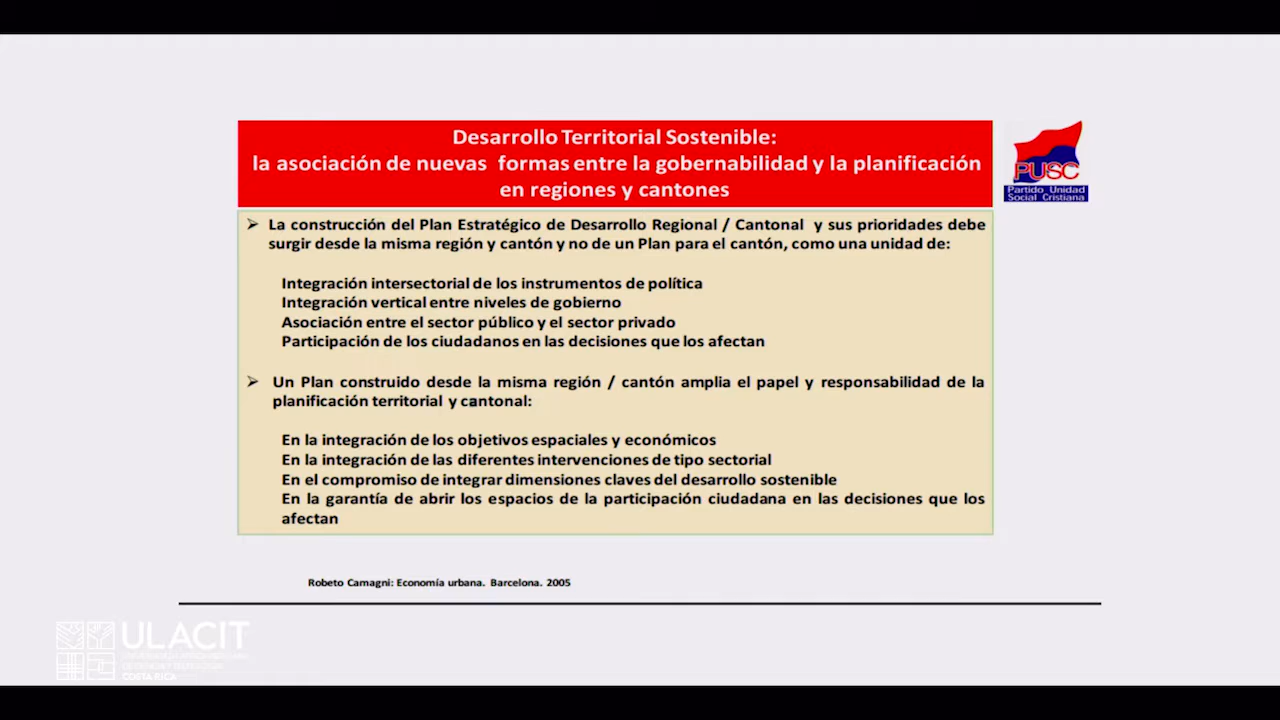 Desarrollo Territorial Sostenible:
la asociación de nuevas formas entre la gobernabilidad y la planificación
en regiones y cantones
PUSC
Partido Unidad
Social Cristiana
➢ La construcción del Plan Estratégico de Desarrollo Regional / Cantonal y sus prioridades debe
surgir desde la misma región y cantón y no de un Plan para el cantón, como una unidad de:
Integración intersectorial de los instrumentos de política
Integración vertical entre niveles de gobierno
Asociación entre el sector público y el sector privado
Participación de los ciudadanos en las decisiones que los afectan
➢ Un Plan construido desde la misma región / cantón amplia el papel y responsabilidad de la
planificación territorial y cantonal:
En la integración de los objetivos espaciales y económicos
En la integración de las diferentes intervenciones de tipo sectorial
En el compromiso de integrar dimensiones claves del desarrollo sostenible
En la garantía de abrir los espacios de la participación ciudadana en las decisiones que los
afectan
Robeto Camagni: Economía urbana. Barcelona. 2005
ULACIT
COSTA RICA